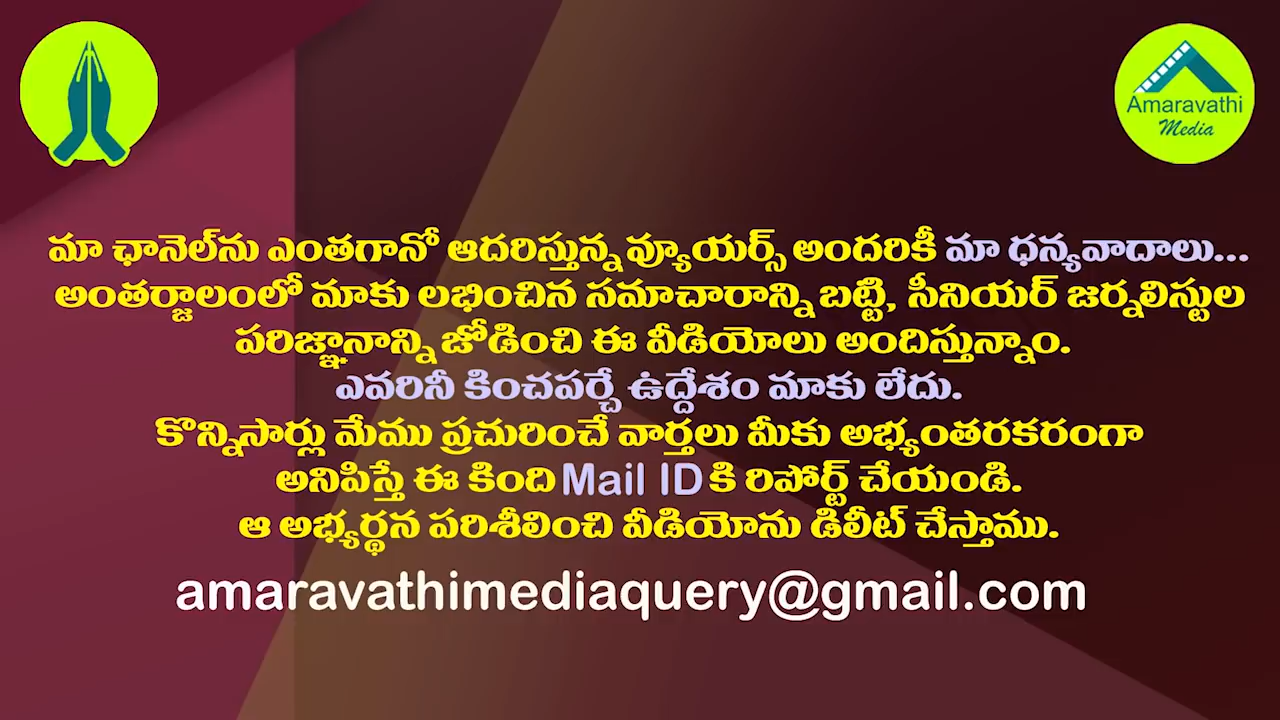 Amaravathi
Media
మా ఛానెల్‌ను ఎంతగానో ఆదరిస్తున్న వ్యూయర్స్ అందరికీ మా ధన్యవాదాలు...
అంతర్జాలంలో మాకు లభించిన సమాచారాన్ని బట్టి, సీనియర్ జర్నలిస్టుల
పరిజ్ఞానాన్ని జోడించి ఈ వీడియోలు అందిస్తున్నాం.
ఎవరినీ కించపర్చే ఉద్దేశం మాకు లేదు.
కొన్నిసార్లు మేము ప్రచురించే వార్తలు మీకు అభ్యంతరకరంగా
అనిపిస్తే ఈ కింది Mail ID కి రిపోర్ట్ చేయండి.
ఆ అభ్యర్థన పరిశీలించి వీడియోను డిలీట్ చేస్తాము.
amaravathimediaquery@gmail.com